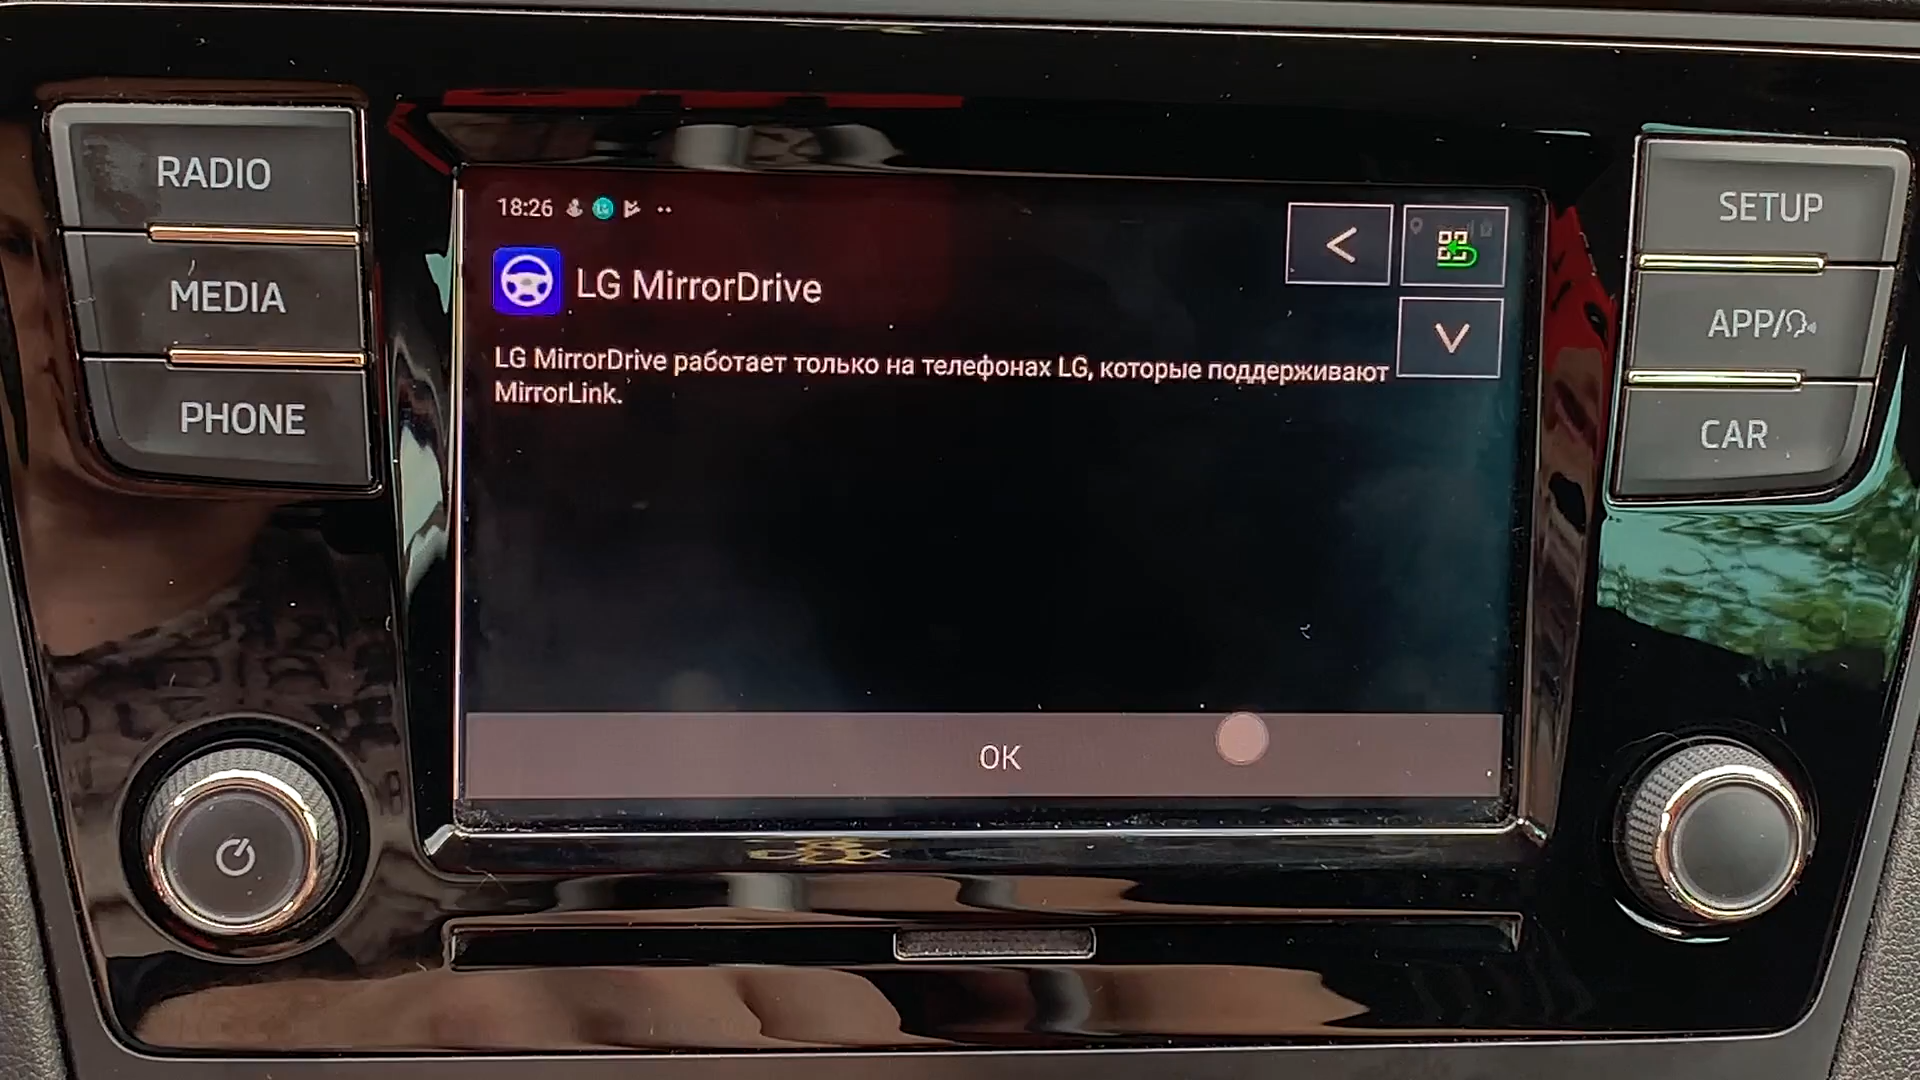 RADIO
MEDIA
PHONE
18:26
LG MirrorDrive
LG MirrorDrive работает только на телефонах LG, которые поддерживают
MirrorLink.
OK
SETUP
APP/
CAR